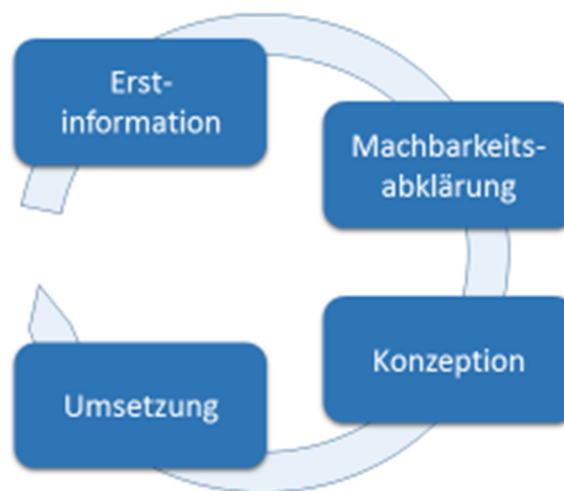 Erst-
information
Machbarkeits-
abklärung
Konzeption
Umsetzung